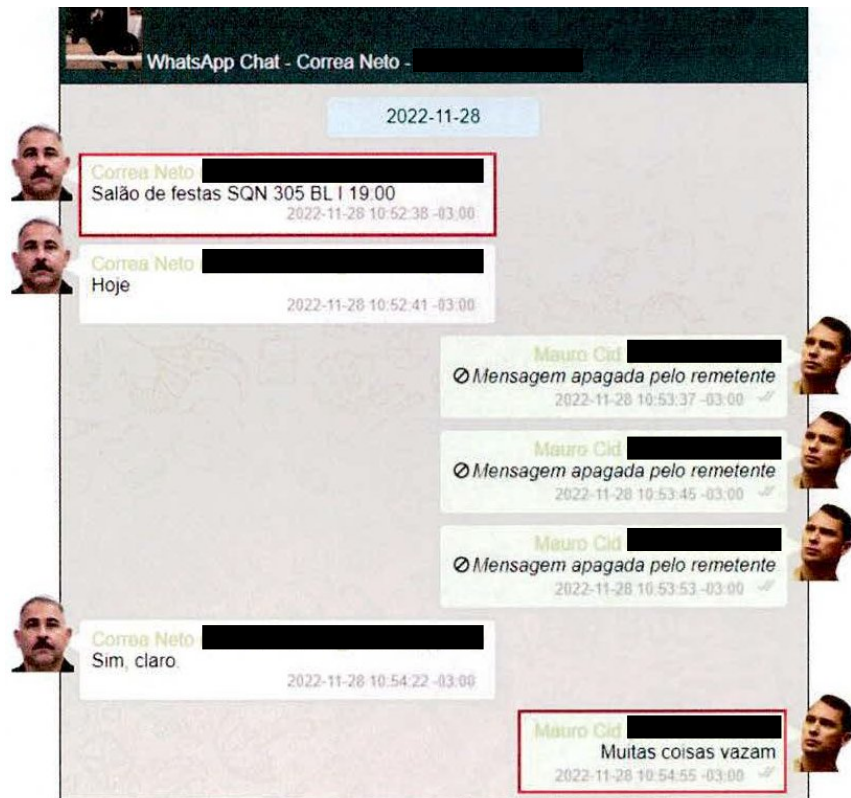 WhatsApp Chat - Correa Neto -
2022-11-28
Correa Neto
Salão de festas SQN 305 BL I 19:00
2022-11-28 10:52:38 -03:00
Correa Neto
Hoje
2022-11-28 10:52:41 -03:00
Mauro Cid
Mensagem apagada pelo remetente
2022-11-28 10:53:37 -03:00
Mauro Cid
Mensagem apagada pelo remetente
2022-11-28 10:53:45 -03:00
Mauro Cid
Mensagem apagada pelo remetente
2022-11-28 10:53:53 -03:00
Correa Neto
Sim, claro.
2022-11-28 10:54:22 -03:00
Mauro Cid
Muitas coisas vazam
2022-11-28 10:54:55 -03:00